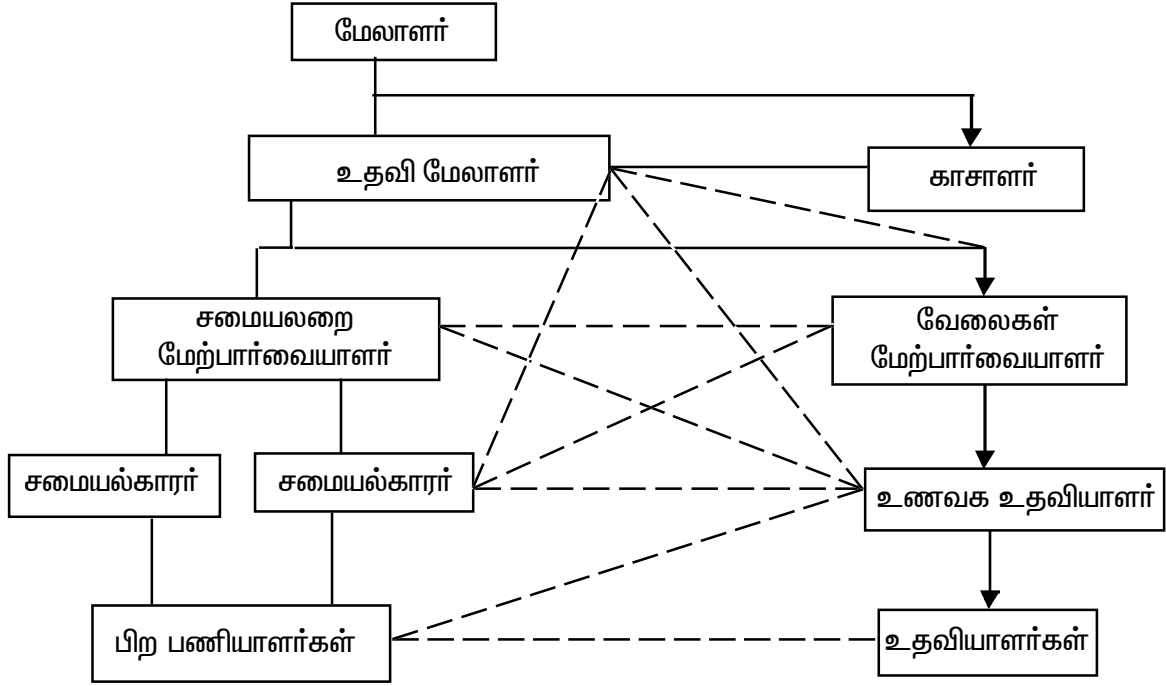 மேலாளர்
உதவி மேலாளர்
காசாளர்
சமையலறை
மேற்பார்வையாளர்
வேலைகள்
மேற்பார்வையாளர்
சமையல்காரர்
சமையல்காரர்
உணவக உதவியாளர்
பிற பணியாளர்கள்
உதவியாளர்கள்